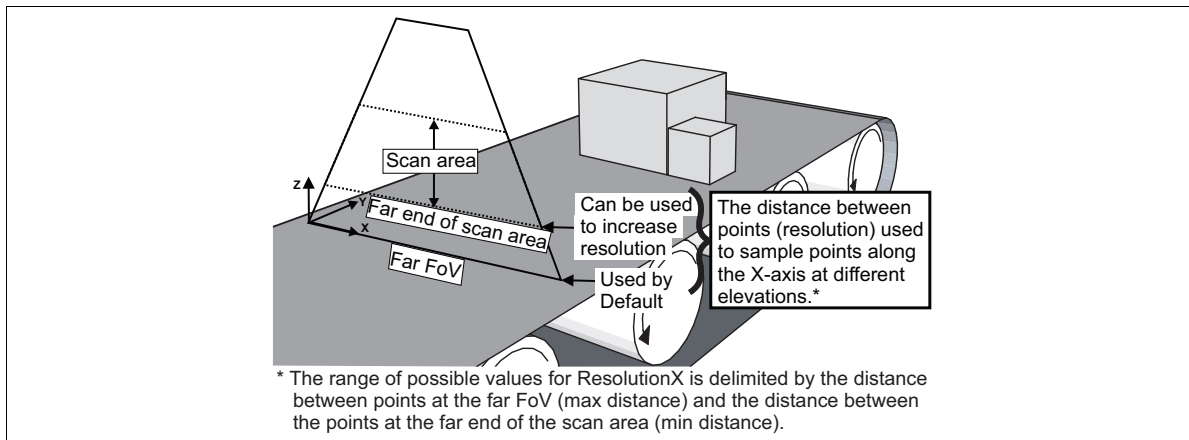 Z
Y
X
Scan area
Far end of scan area
Far FoV
Can be used
to increase
resolution
Used by
Default
The distance between
points (resolution) used
to sample points along
the X-axis at different
elevations.*
* The range of possible values for ResolutionX is delimited by the distance
between points at the far FoV (max distance) and the distance between
the points at the far end of the scan area (min distance).